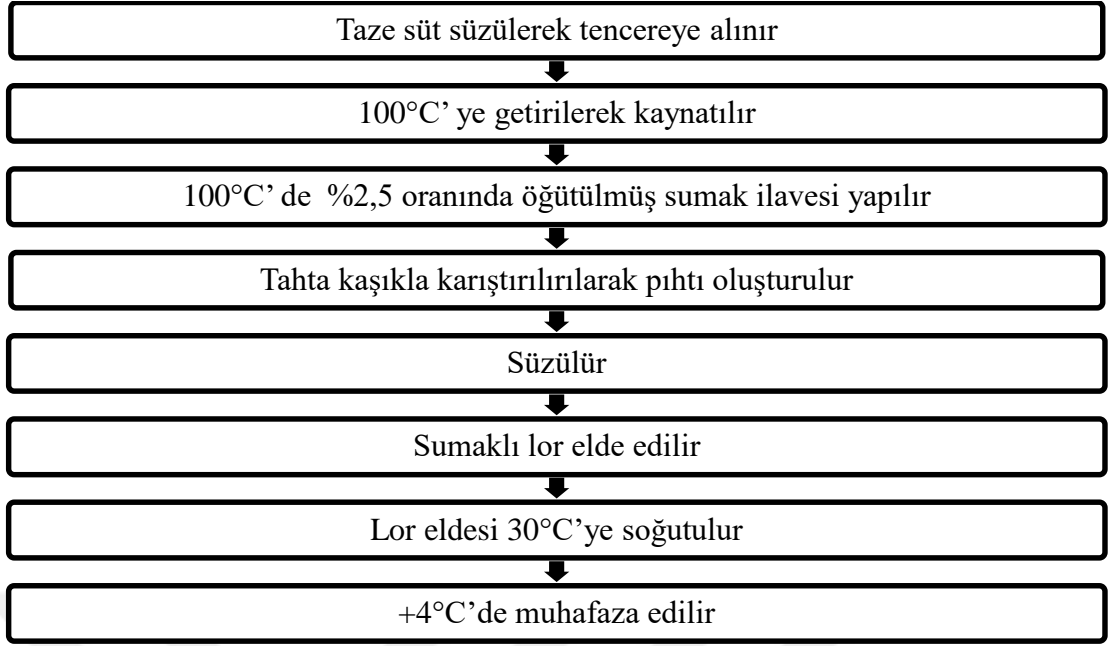 Taze süt süzülerek tencereye alınır
100°C’ ye getirilerek kaynatılır
100°C’ de %2,5 oranında öğütülmüş sumak ilavesi yapılır
Tahta kaşıkla karıştırılırılarak pıhtı oluşturulur
Süzülür
Sumaklı lor elde edilir
Lor eldesi 30°C’ye soğutulur
+4°C’de muhafaza edilir